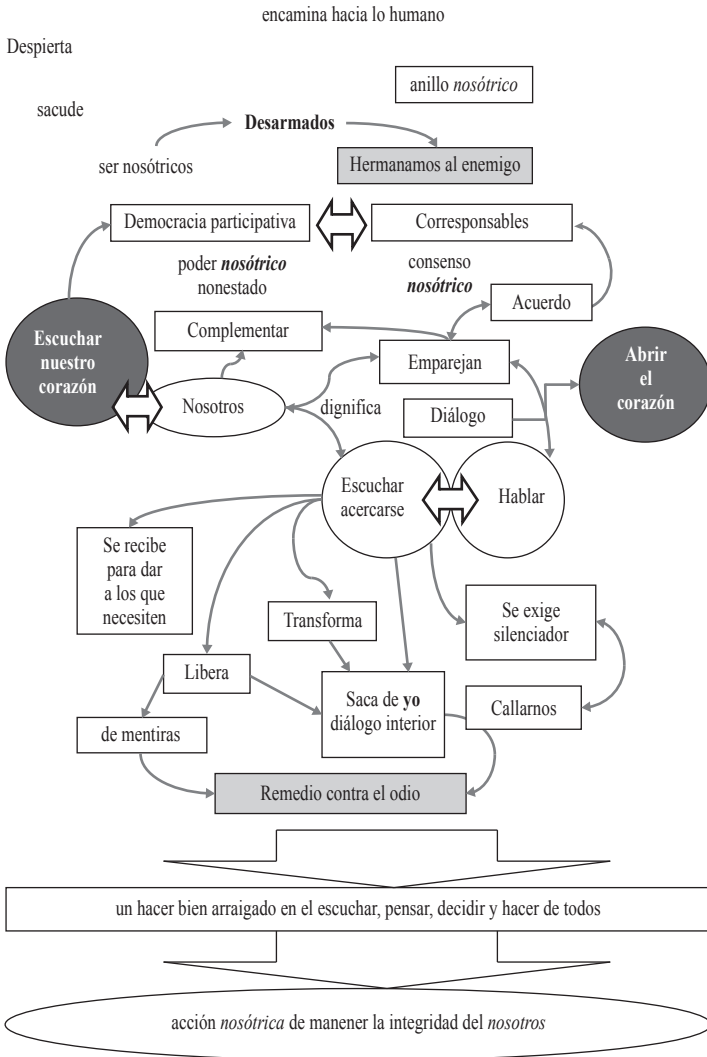 encamina hacia lo humano
Despierta
anillo nosótrico
sacude
Desarmados
ser nosótricos
Hermanamos al enemigo
Democracia participativa
Corresponsables
poder nosótrico
nonestado
consenso
nosótrico
Acuerdo
Complementar
Escuchar
nuestro
corazón
Emparejan
Abrir
el
corazón
Nosotros
dignifica
Diálogo
Escuchar
acercarse
Hablar
Se recibe
para dar
a los que
necesiten
Transforma
Se exige
silenciador
Libera
Saca de yo
diálogo interior
Callarnos
de mentiras
Remedio contra el odio
un hacer bien arraigado en el escuchar, pensar, decidir y hacer de todos
acción nosótrica de manener la integridad del nosotros